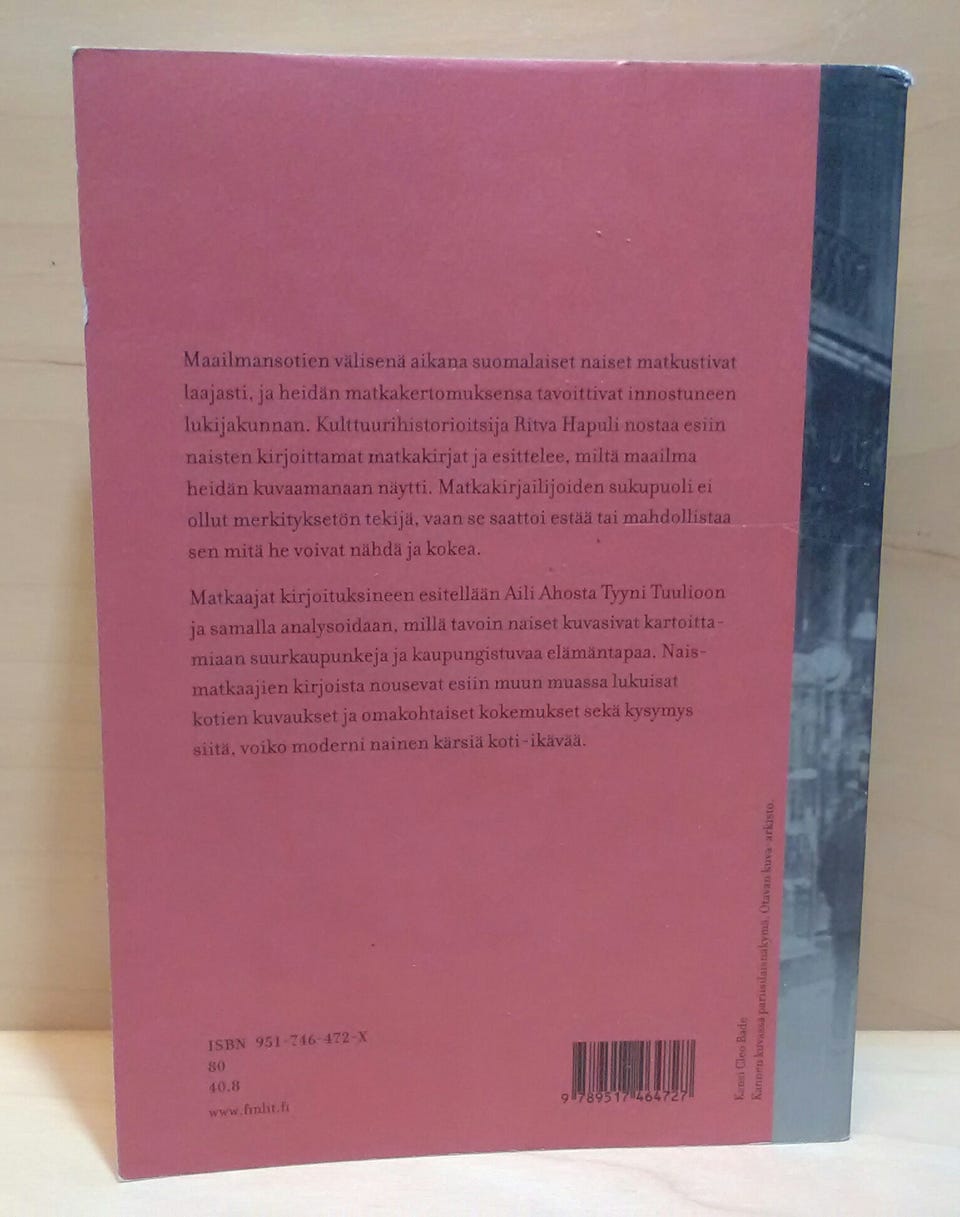 Maailmansotien välisenä aikana suomalaiset naiset matkustivat
laajasti, ja heidän matkakertomuksensa tavoittivat innostuneen
lukijakunnan. Kulttuurihistorioitsija Ritva Hapuli nostaa esiin
naisten kirjoittamat matkakirjat ja esittelee, miltä maailma
heidän kuvaamanaan näytti. Matkakirjailijoiden sukupuoli ei
ollut merkityksetön tekijä, vaan se saattoi estää tai mahdollistaa
sen mitä he voivat nähdä ja kokea.
Matkaajat kirjoituksineen esitellään Aili Ahosta Tyyni Tuulioon
ja samalla analysoidaan, millä tavoin naiset kuvasivat kartoitta-
miaan suurkaupunkeja ja kaupungistuvaa elämäntapaa. Nais-
matkaajien kirjoista nousevat esiin muun muassa lukuisat
kotien kuvaukset ja omakohtaiset kokemukset sekä kysymys
siitä, voiko moderni nainen kärsiä koti-ikävää.
ISBN 951-746-472-X
80
40.8
www.finlit.fi
9 789517 464727
Kansi Cleo Bade
Kannen kuvassa pariisilaisnäkymä. Otavan kuva-arkisto.